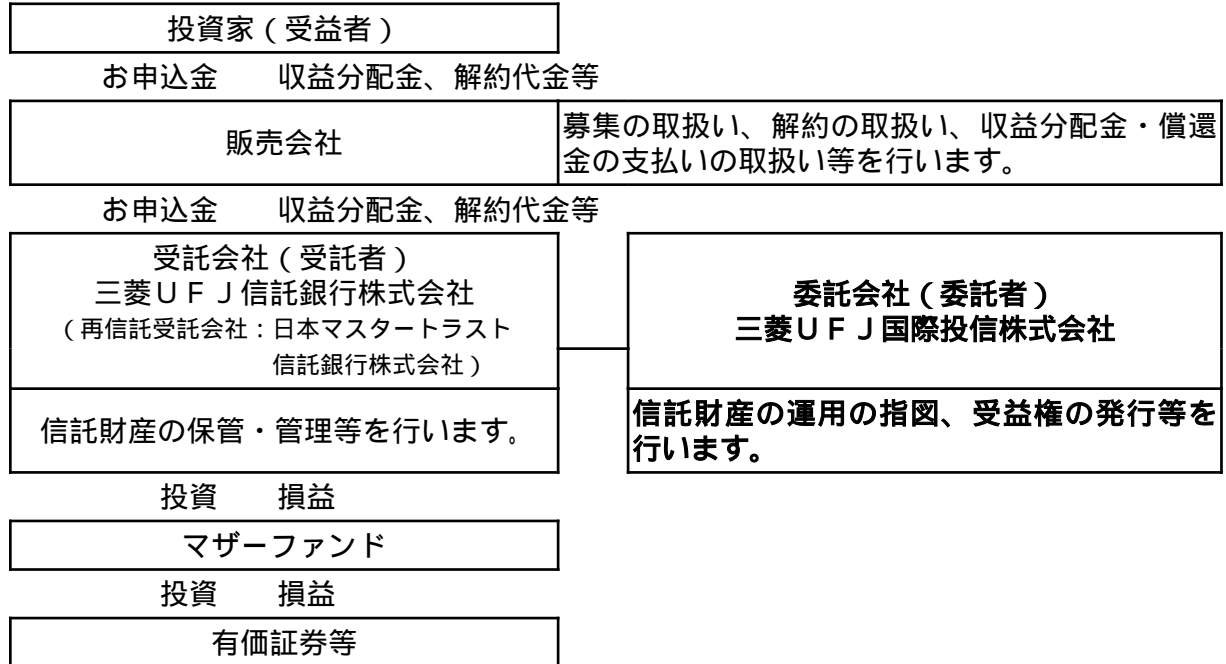 投資家(受益者)
お申込金　収益分配金、解約代金等
販売会社
募集の取扱い、解約の取扱い、収益分配金・償還
金の支払いの取扱い等を行います。
お申込金　収益分配金、解約代金等
受託会社(受託者)
三菱UFJ信託銀行株式会社
(再信託受託会社:日本マスタートラスト
信託銀行株式会社)
委託会社(委託者)
三菱UFJ国際投信株式会社
信託財産の保管・管理等を行います。
信託財産の運用の指図、受益権の発行等を
行います。
投資　損益
マザーファンド
投資　損益
有価証券等